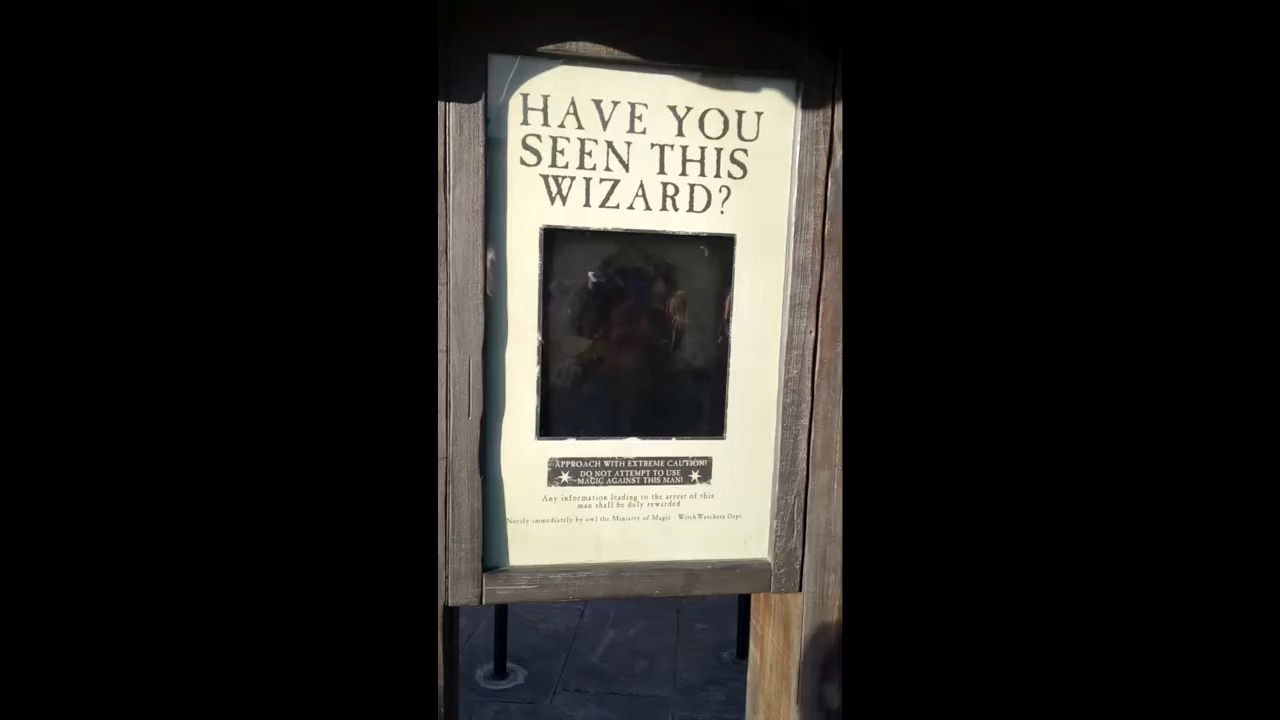 HAVE YOU
SEEN THIS
WIZARD?
APPROACH WITH EXTREME CAUTION!
DO NOT ATTEMPT TO USE
MAGIC AGAINST THIS MAN!
Any information leading to the arrest of this
man shall be duly rewarded
Notify immediately by owl the Ministry of Magic - Witch Watchers Dept.